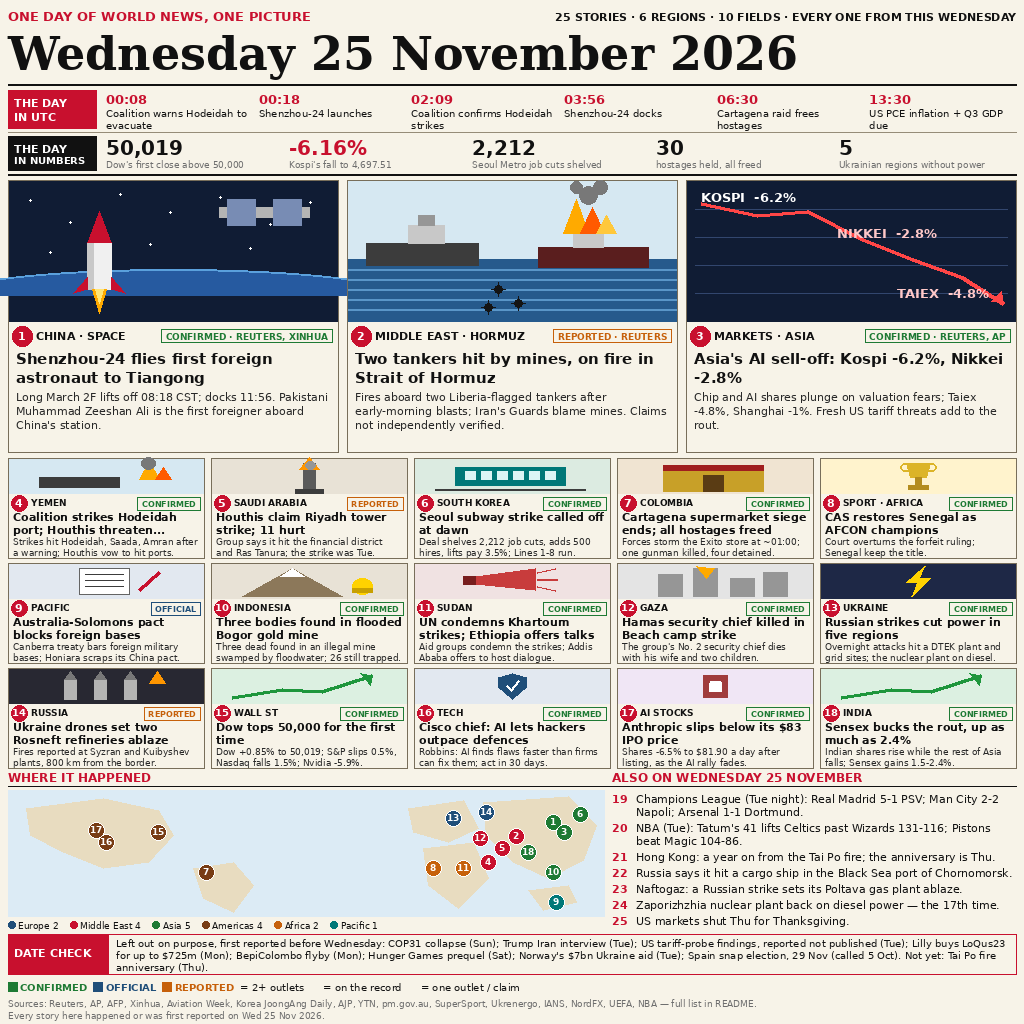 ONE DAY OF WORLD NEWS, ONE PICTURE
25 STORIES · 6 REGIONS · 10 FIELDS · EVERY ONE FROM THIS WEDNESDAY
Wednesday 25 November 2026
THE DAY
IN UTC
00:08
Coalition warns Hodeidah to
evacuate
00:18
Shenzhou-24 launches
02:09
Coalition confirms Hodeidah
strikes
03:56
Shenzhou-24 docks
06:30
Cartagena raid frees
hostages
13:30
US PCE inflation + Q3 GDP
due
THE DAY
IN NUMBERS
50,019
Dow's first close above 50,000
-6.16%
Kospi's fall to 4,697.51
2,212
Seoul Metro job cuts shelved
30
hostages held, all freed
5
Ukrainian regions without power
KOSPI -6.2%
NIKKEI -2.8%
TAIEX -4.8%
1 CHINA · SPACE
CONFIRMED · REUTERS, XINHUA
Shenzhou-24 flies first foreign
astronaut to Tiangong
Long March 2F lifts off 08:18 CST; docks 11:56. Pakistani
Muhammad Zeeshan Ali is the first foreigner aboard
China's station.
2 MIDDLE EAST · HORMUZ
REPORTED · REUTERS
Two tankers hit by mines, on fire in
Strait of Hormuz
Fires aboard two Liberia-flagged tankers after
early-morning blasts; Iran's Guards blame mines. Claims
not independently verified.
3 MARKETS · ASIA
CONFIRMED · REUTERS, AP
Asia's AI sell-off: Kospi -6.2%, Nikkei
-2.8%
Chip and AI shares plunge on valuation fears; Taiex
-4.8%, Shanghai -1%. Fresh US tariff threats add to the
rout.
4 YEMEN
CONFIRMED
Coalition strikes Hodeidah
port; Houthis threaten...
Strikes hit Hodeidah, Saada, Amran after
a warning; Houthis vow to hit ports.
5 SAUDI ARABIA
REPORTED
Houthis claim Riyadh tower
strike; 11 hurt
Group says it hit the financial district
and Ras Tanura; the strike was Tue.
6 SOUTH KOREA
CONFIRMED
Seoul subway strike called off
at dawn
Deal shelves 2,212 job cuts, adds 500
hires, lifts pay 3.5%; Lines 1-8 run.
7 COLOMBIA
CONFIRMED
Cartagena supermarket siege
ends; all hostages freed
Forces storm the Exito store at ~01:00;
one gunman killed, four detained.
8 SPORT · AFRICA
CONFIRMED
CAS restores Senegal as
AFCON champions
Court overturns the forfeit ruling;
Senegal keep the title.
9 PACIFIC
OFFICIAL
Australia-Solomons pact
blocks foreign bases
Canberra treaty bars foreign military
bases; Honiara scraps its China pact.
10 INDONESIA
CONFIRMED
Three bodies found in flooded
Bogor gold mine
Three dead found in an illegal mine
swamped by floodwater; 26 still trapped.
11 SUDAN
CONFIRMED
UN condemns Khartoum
strikes; Ethiopia offers talks
Aid groups condemn the strikes; Addis
Ababa offers to host dialogue.
12 GAZA
CONFIRMED
Hamas security chief killed in
Beach camp strike
The group's No. 2 security chief dies
with his wife and two children.
13 UKRAINE
CONFIRMED
Russian strikes cut power in
five regions
Overnight attacks hit a DTEK plant and
grid sites; the nuclear plant on diesel.
14 RUSSIA
REPORTED
Ukraine drones set two
Rosneft refineries ablaze
Fires reported at Syzran and Kuibyshev
plants, 800 km from the border.
15 WALL ST
CONFIRMED
Dow tops 50,000 for the first
time
Dow +0.85% to 50,019; S&P slips 0.5%,
Nasdaq falls 1.5%; Nvidia -5.9%.
16 TECH
CONFIRMED
Cisco chief: AI lets hackers
outpace defences
Robbins: AI finds flaws faster than firms
can fix them; act in 30 days.
17 AI STOCKS
CONFIRMED
Anthropic slips below its $83
IPO price
Shares -6.5% to $81.90 a day after
listing, as the AI rally fades.
18 INDIA
CONFIRMED
Sensex bucks the rout, up as
much as 2.4%
Indian shares rise while the rest of Asia
falls; Sensex gains 1.5-2.4%.
WHERE IT HAPPENED
17
16
15
7
13
14
12
2
5
4
8
11
1
3
6
18
10
9
Europe 2
Middle East 4
Asia 5
Americas 4
Africa 2
Pacific 1
ALSO ON WEDNESDAY 25 NOVEMBER
19 Champions League (Tue night): Real Madrid 5-1 PSV; Man City 2-2
Napoli; Arsenal 1-1 Dortmund.
20 NBA (Tue): Tatum's 41 lifts Celtics past Wizards 131-116; Pistons
beat Magic 104-86.
21 Hong Kong: a year on from the Tai Po fire; the anniversary is Thu.
22 Russia says it hit a cargo ship in the Black Sea port of Chornomorsk.
23 Naftogaz: a Russian strike sets its Poltava gas plant ablaze.
24 Zaporizhzhia nuclear plant back on diesel power — the 17th time.
25 US markets shut Thu for Thanksgiving.
DATE CHECK
Left out on purpose, first reported before Wednesday: COP31 collapse (Sun); Trump Iran interview (Tue); US tariff-probe findings, reported not published (Tue); Lilly buys LoQus23
for up to $725m (Mon); BepiColombo flyby (Mon); Hunger Games prequel (Sat); Norway's $7bn Ukraine aid (Tue); Spain snap election, 29 Nov (called 5 Oct). Not yet: Tai Po fire
anniversary (Thu).
CONFIRMED OFFICIAL REPORTED = 2+ outlets = on the record = one outlet / claim
Sources: Reuters, AP, AFP, Xinhua, Aviation Week, Korea JoongAng Daily, AJP, YTN, pm.gov.au, SuperSport, Ukrenergo, IANS, NordFX, UEFA, NBA — full list in README.
Every story here happened or was first reported on Wed 25 Nov 2026.